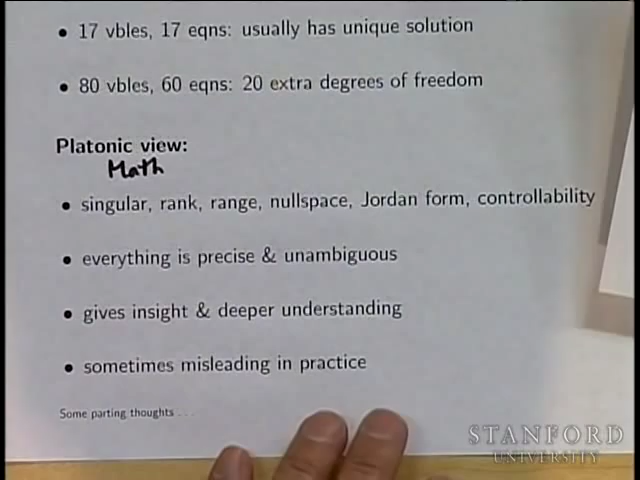 • 17 vbles, 17 eqns: usually has unique solution
• 80 vbles, 60 eqns: 20 extra degrees of freedom
Platonic view:
Math
• singular, rank, range, nullspace, Jordan form, controllability
• everything is precise & unambiguous
• gives insight & deeper understanding
• sometimes misleading in practice
Some parting thoughts . . .
STANFORD
UNIVERSITY